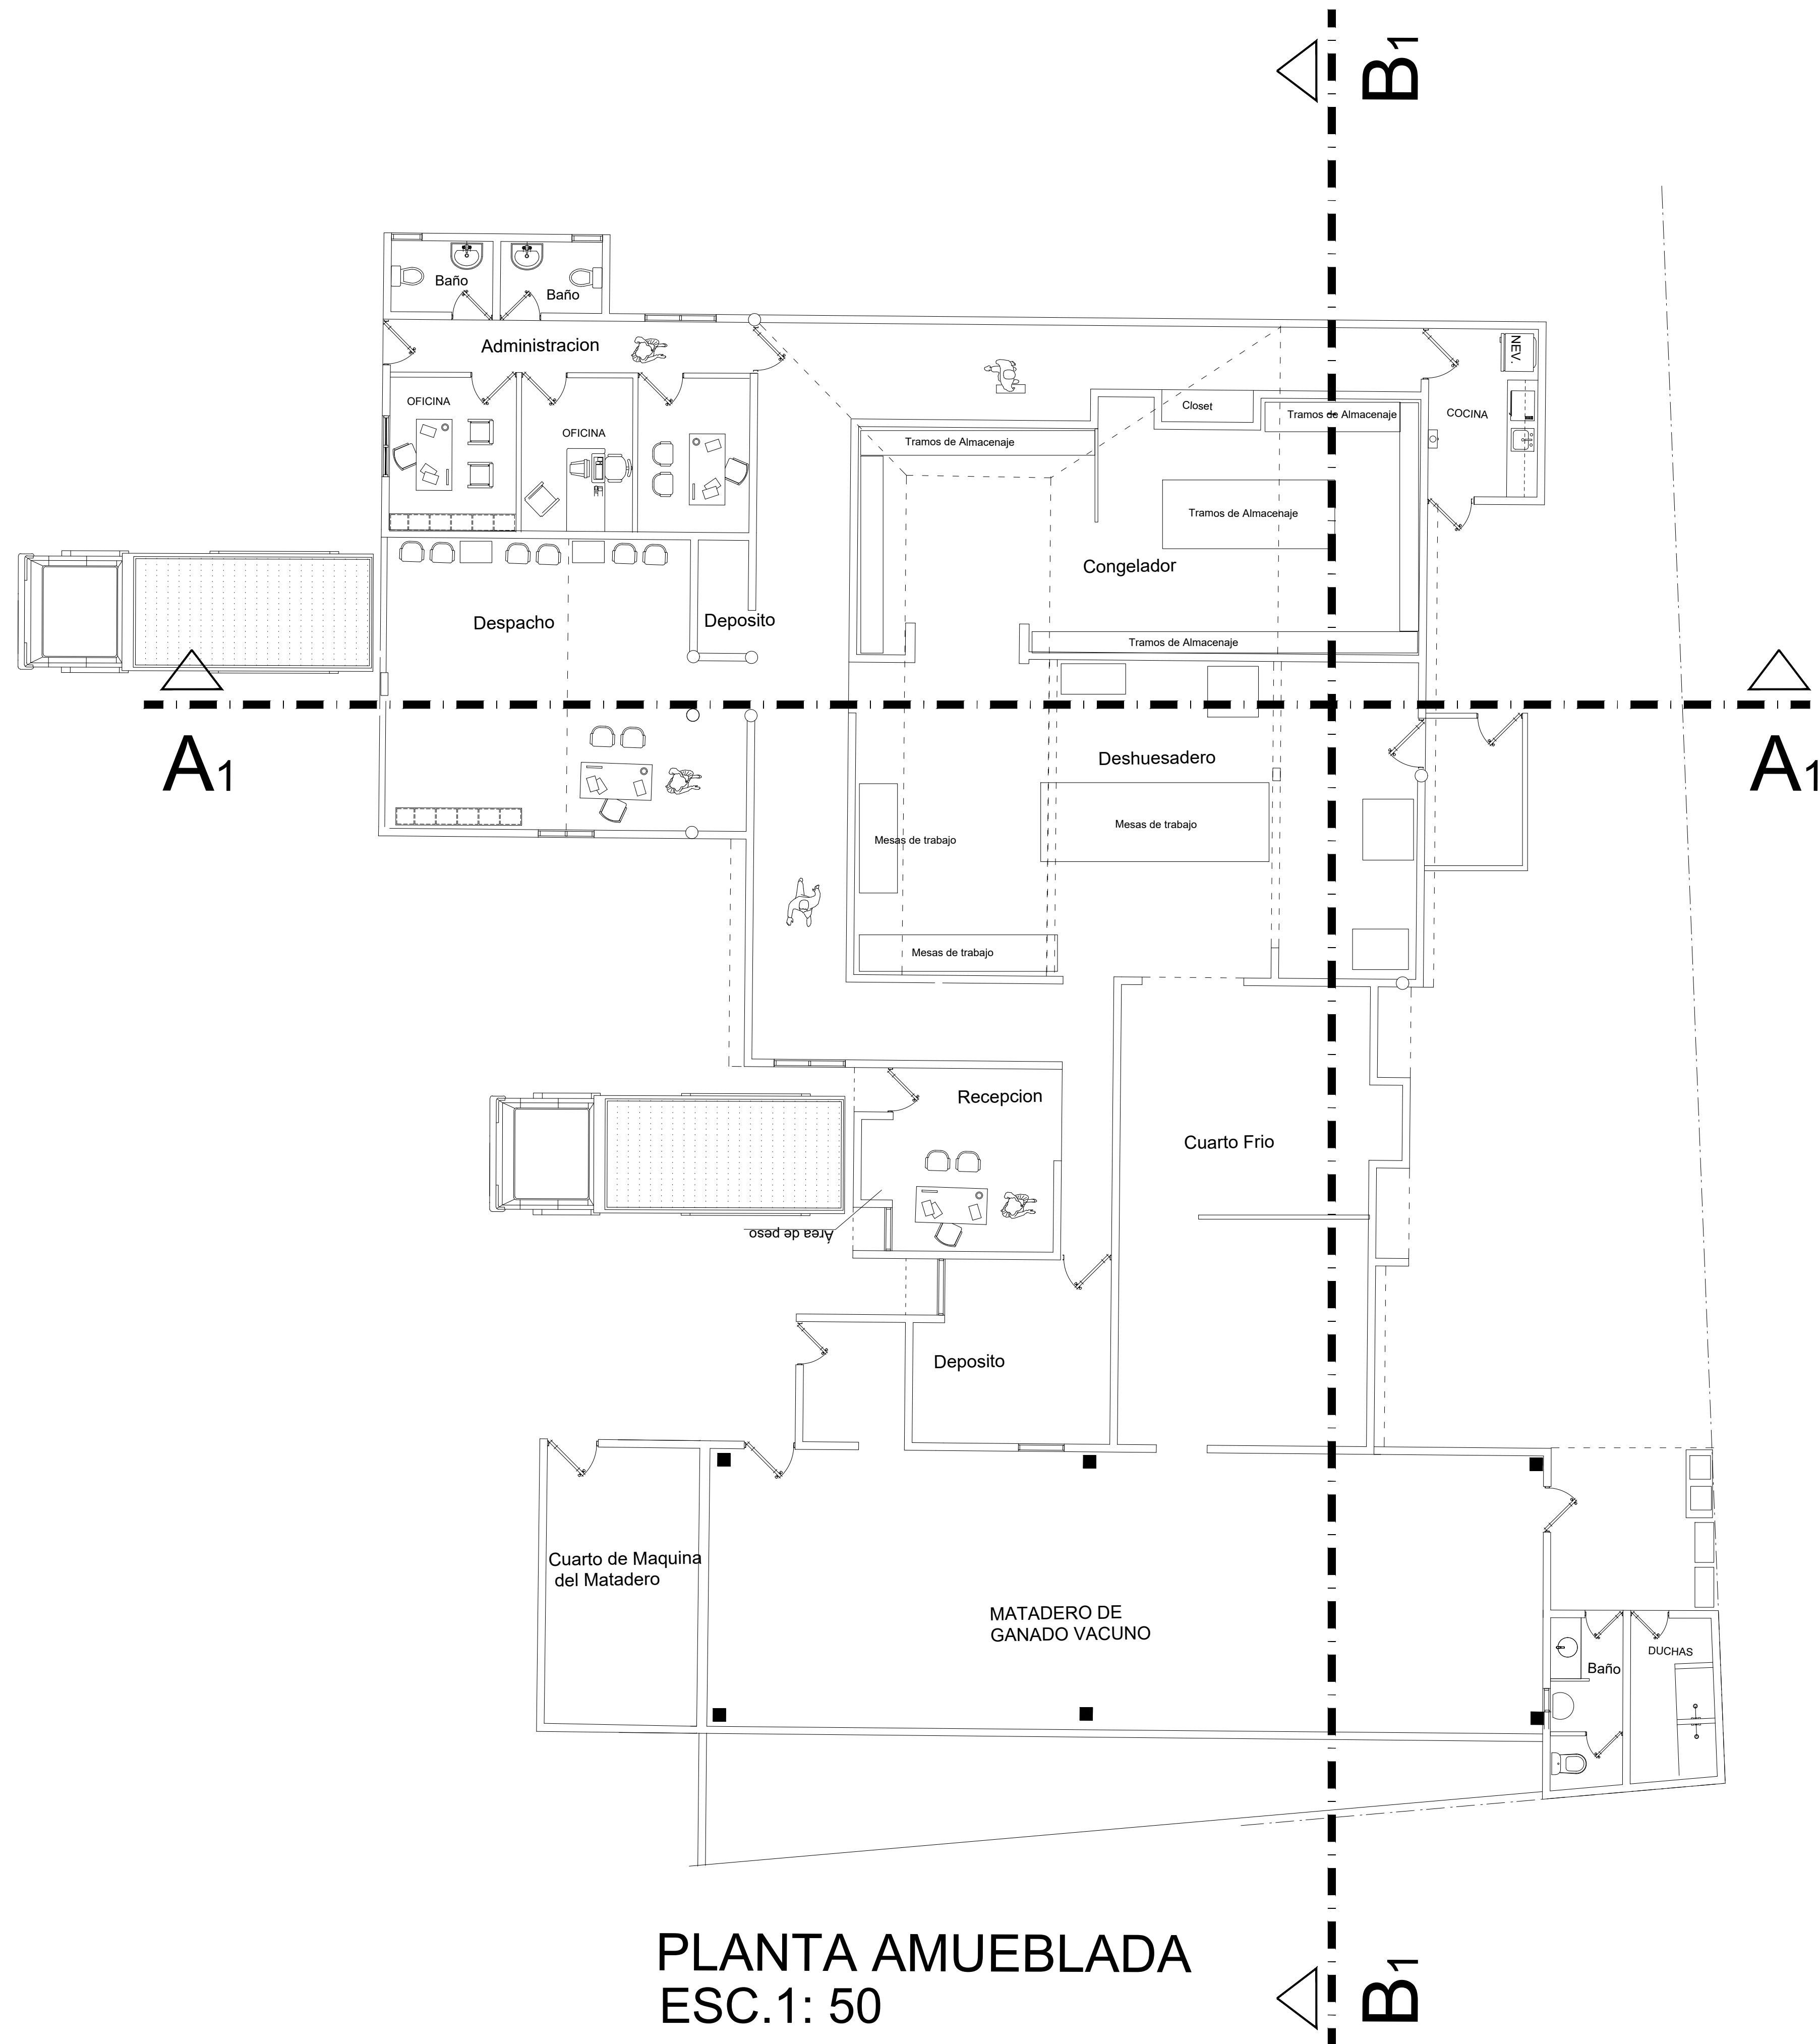 B1
Baño
Baño
Administracion
NEV.
OFICINA
OFICINA
Closet
Tramos de Almacenaje
COCINA
Tramos de Almacenaje
Tramos de Almacenaje
Congelador
Despacho
Deposito
Tramos de Almacenaje
A1
A1
Deshuesadero
Mesas de trabajo
Mesas de trabajo
Mesas de trabajo
Recepcion
Cuarto Frio
Área de peso
Deposito
Cuarto de Maquina
del Matadero
MATADERO DE
GANADO VACUNO
DUCHAS
Baño
PLANTA AMUEBLADA
ESC.1: 50
B1